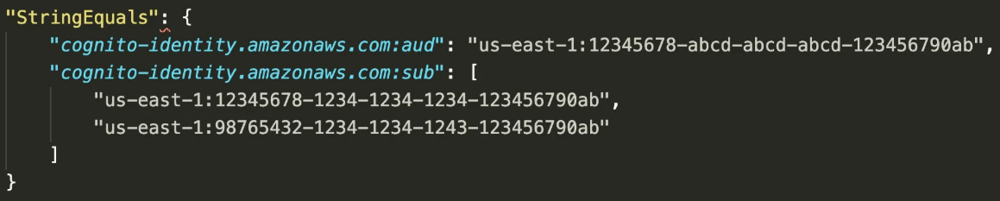 "StringEquals": {
    "cognito-identity.amazonaws.com:aud": "us-east-1:12345678-abcd-abcd-abcd-123456790ab",
    "cognito-identity.amazonaws.com:sub": [
        "us-east-1:12345678-1234-1234-1234-123456790ab",
        "us-east-1:98765432-1234-1234-1243-123456790ab"
    ]
}